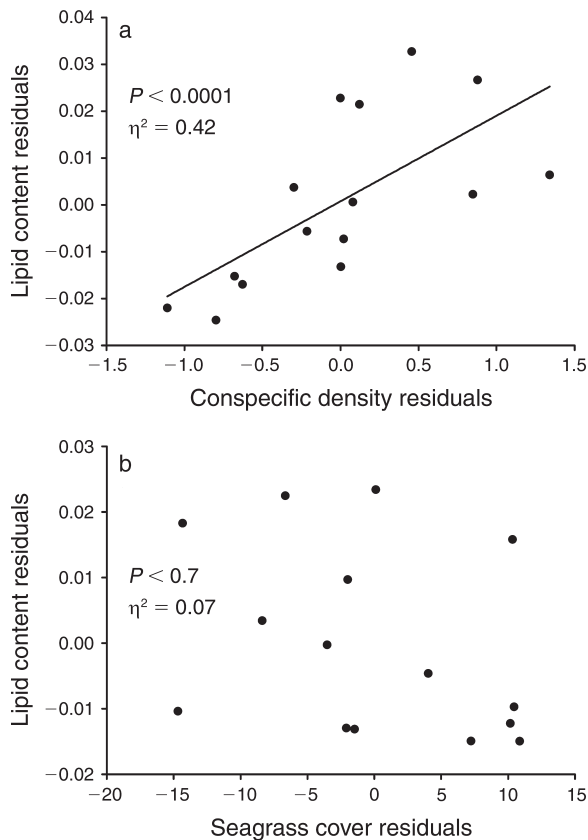 a
0.04
0.03
0.02
0.01
0.00
−0.01
−0.02
−0.03
P < 0.0001
η² = 0.42
Lipid content residuals
−1.5
−1.0
−0.5
0.0
0.5
1.0
1.5
Conspecific density residuals
b
0.03
0.02
0.01
0.00
−0.01
−0.02
P < 0.7
η² = 0.07
Lipid content residuals
−20
−15
−10
−5
0
5
10
15
Seagrass cover residuals